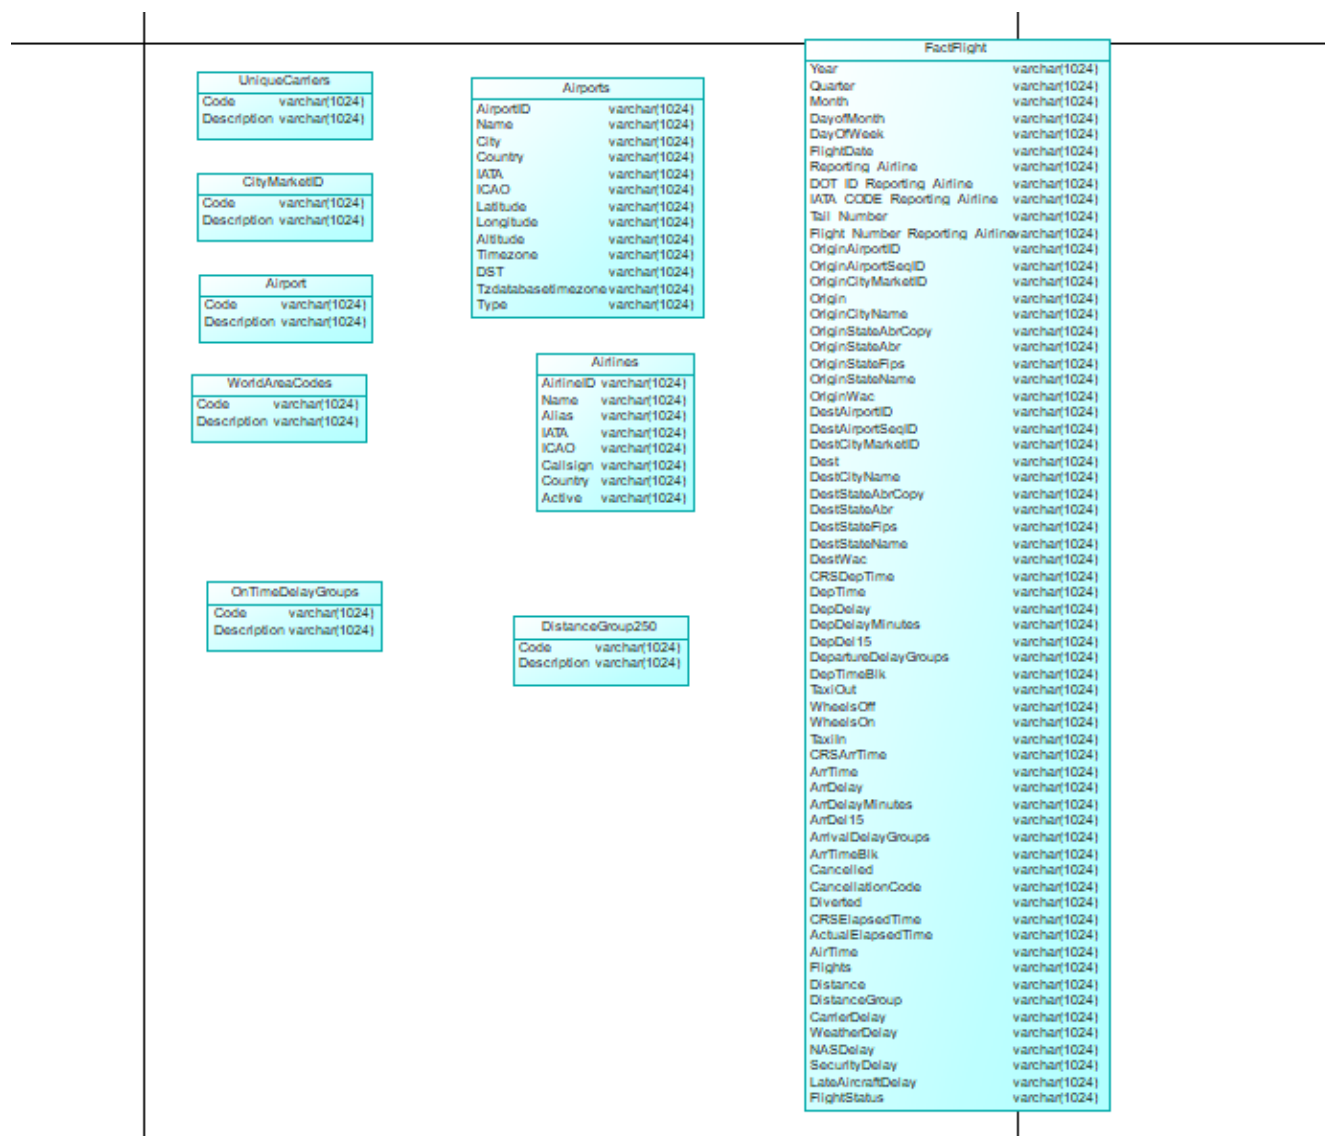 UniqueCarriers
Code varchar(1024)
Description varchar(1024)
CityMarketID
Code varchar(1024)
Description varchar(1024)
Airport
Code varchar(1024)
Description varchar(1024)
WorldAreaCodes
Code varchar(1024)
Description varchar(1024)
OnTimeDelayGroups
Code varchar(1024)
Description varchar(1024)
Airports
AirportID varchar(1024)
Name varchar(1024)
City varchar(1024)
Country varchar(1024)
IATA varchar(1024)
ICAO varchar(1024)
Latitude varchar(1024)
Longitude varchar(1024)
Altitude varchar(1024)
Timezone varchar(1024)
DST varchar(1024)
Tzdatabasetimezone varchar(1024)
Type varchar(1024)
Airlines
AirlineID varchar(1024)
Name varchar(1024)
Alias varchar(1024)
IATA varchar(1024)
ICAO varchar(1024)
Callsign varchar(1024)
Country varchar(1024)
Active varchar(1024)
DistanceGroup250
Code varchar(1024)
Description varchar(1024)
FactFlight
Year varchar(1024)
Quarter varchar(1024)
Month varchar(1024)
DayofMonth varchar(1024)
DayOfWeek varchar(1024)
FlightDate varchar(1024)
Reporting Airline varchar(1024)
DOT ID Reporting Airline varchar(1024)
IATA CODE Reporting Airline varchar(1024)
Tail Number varchar(1024)
Flight Number Reporting Airline varchar(1024)
OriginAirportID varchar(1024)
OriginAirportSeqID varchar(1024)
OriginCityMarketID varchar(1024)
Origin varchar(1024)
OriginCityName varchar(1024)
OriginStateAbrCopy varchar(1024)
OriginStateAbr varchar(1024)
OriginStateFips varchar(1024)
OriginStateName varchar(1024)
OriginWac varchar(1024)
DestAirportID varchar(1024)
DestAirportSeqID varchar(1024)
DestCityMarketID varchar(1024)
Dest varchar(1024)
DestCityName varchar(1024)
DestStateAbrCopy varchar(1024)
DestStateAbr varchar(1024)
DestStateFips varchar(1024)
DestStateName varchar(1024)
DestWac varchar(1024)
CRSDepTime varchar(1024)
DepTime varchar(1024)
DepDelay varchar(1024)
DepDelayMinutes varchar(1024)
DepDel15 varchar(1024)
DepartureDelayGroups varchar(1024)
DepTimeBlk varchar(1024)
TaxiOut varchar(1024)
WheelsOff varchar(1024)
WheelsOn varchar(1024)
TaxiIn varchar(1024)
CRSArrTime varchar(1024)
ArrTime varchar(1024)
ArrDelay varchar(1024)
ArrDelayMinutes varchar(1024)
ArrDel15 varchar(1024)
ArrivalDelayGroups varchar(1024)
ArrTimeBlk varchar(1024)
Cancelled varchar(1024)
CancellationCode varchar(1024)
Diverted varchar(1024)
CRSElapsedTime varchar(1024)
ActualElapsedTime varchar(1024)
AirTime varchar(1024)
Flights varchar(1024)
Distance varchar(1024)
DistanceGroup varchar(1024)
CarrierDelay varchar(1024)
WeatherDelay varchar(1024)
NASDelay varchar(1024)
SecurityDelay varchar(1024)
LateAircraftDelay varchar(1024)
FlightStatus varchar(1024)